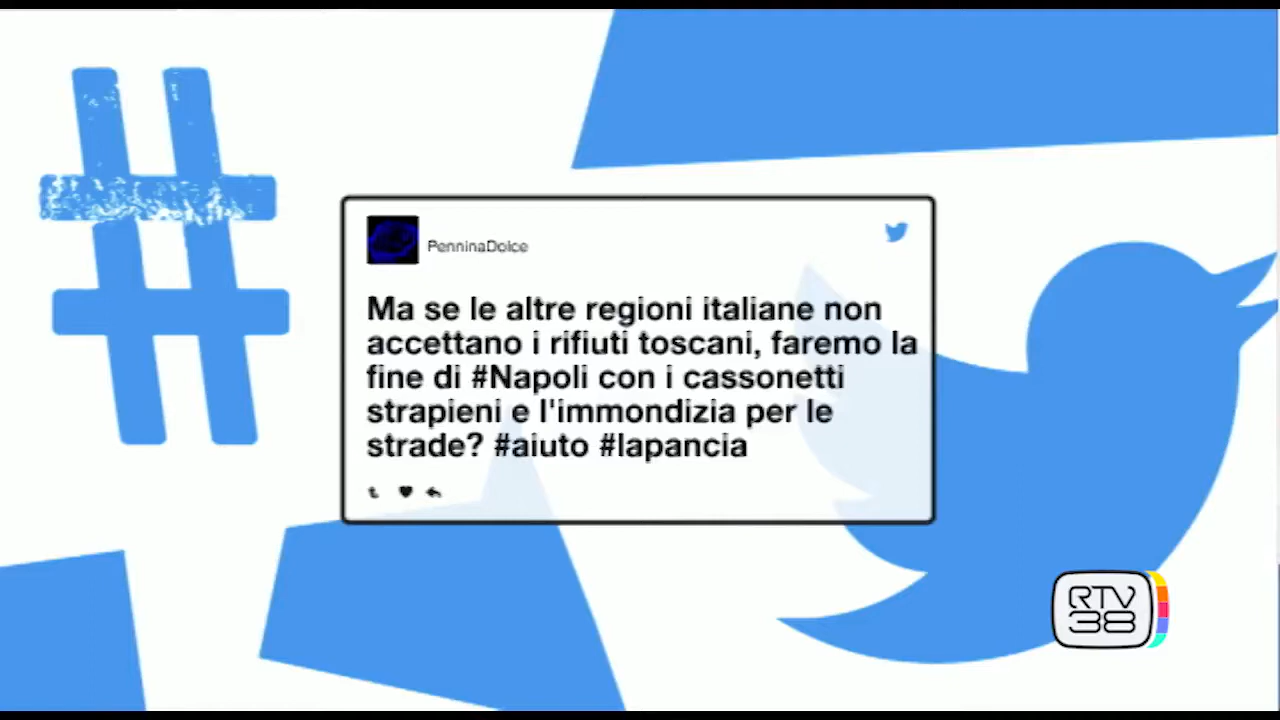 #
PenninaDolce
Ma se le altre regioni italiane non
accettano i rifiuti toscani, faremo la
fine di #Napoli con i cassonetti
strapieni e l'immondizia per le
strade? #aiuto #lapancia
RTV
38